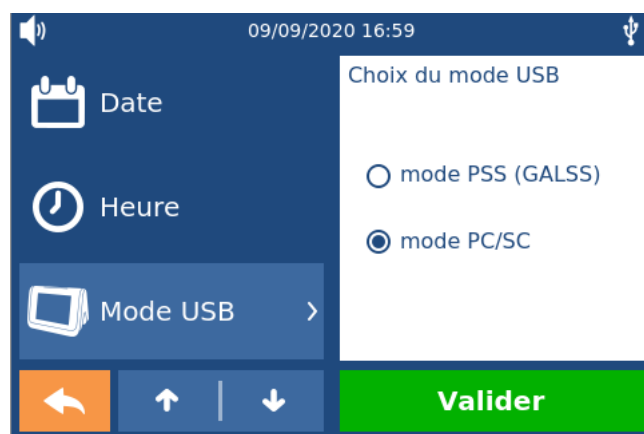 09/09/2020 16:59
Date
Heure
Mode USB
Choix du mode USB
mode PSS (GALSS)
mode PC/SC
Valider